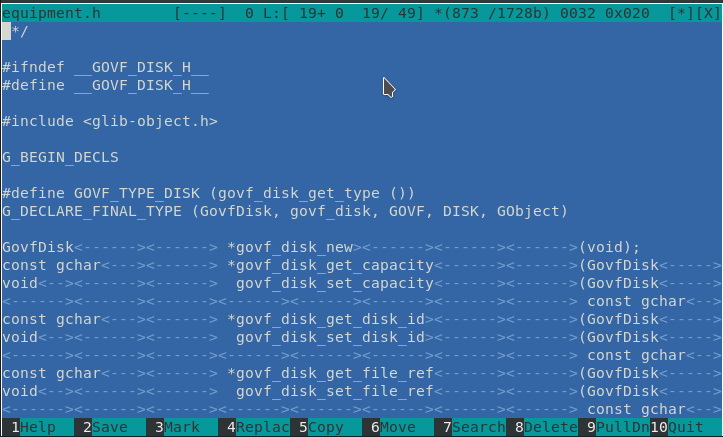 equipment.h        [----]  0 L:[ 19+ 0  19/ 49] *(873 /1728b) 0032 0x020  [*][X]
 */
#ifndef __GOVF_DISK_H__
#define __GOVF_DISK_H__
#include <glib-object.h>
G_BEGIN_DECLS
#define GOVF_TYPE_DISK (govf_disk_get_type ())
G_DECLARE_FINAL_TYPE (GovfDisk, govf_disk, GOVF, DISK, GObject)
GovfDisk<------><------> *govf_disk_new><------><------>(void);
const gchar<---><------> *govf_disk_get_capacity<------><------>(GovfDisk<----->
void<--><------><------>  govf_disk_set_capacity<------><------>(GovfDisk<----->
<------><------><------><------><------><------><------><------> const gchar<-->
const gchar<---><------> *govf_disk_get_disk_id><------><------>(GovfDisk<----->
void<--><------><------>  govf_disk_set_disk_id><------><------>(GovfDisk<----->
<------><------><------><------><------><------><------><------> const gchar<-->
const gchar<---><------> *govf_disk_get_file_ref<------><------>(GovfDisk<----->
void<--><------><------>  govf_disk_set_file_ref<------><------>(GovfDisk<----->
<------><------><------><------><------><------><------><------> const gchar<-->
 1Help  2Save  3Mark  4Replac 5Copy  6Move  7Search 8Delete 9PullDn 10Quit